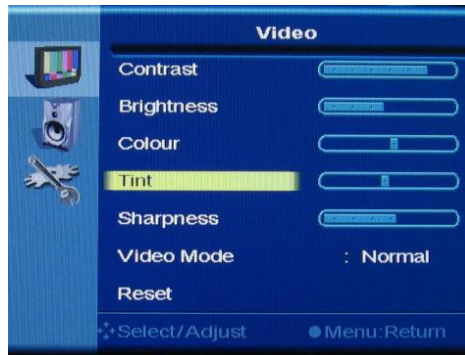 Video
Contrast
Brightness
Colour
Tint
Sharpness
Video Mode : Normal
Reset
Select/Adjust Menu:Return